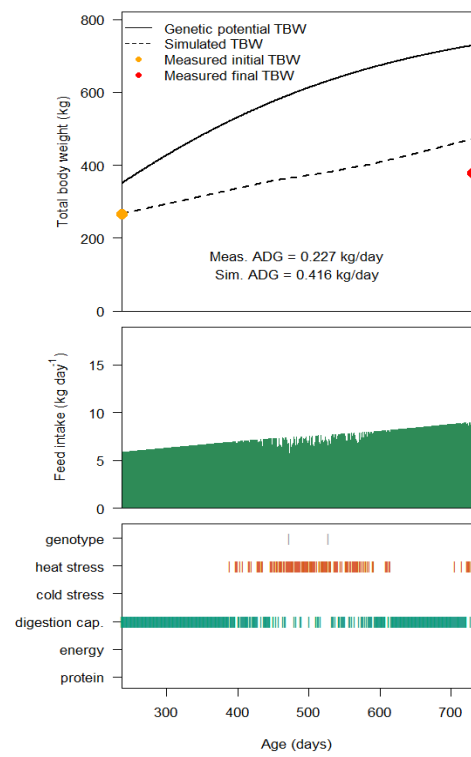 800
600
400
200
0
Total body weight (kg)
Genetic potential TBW
Simulated TBW
Measured initial TBW
Measured final TBW
Meas. ADG = 0.227 kg/day
Sim. ADG = 0.416 kg/day
15
10
5
0
Feed intake (kg day⁻¹)
genotype
heat stress
cold stress
digestion cap.
energy
protein
300 400 500 600 700
Age (days)